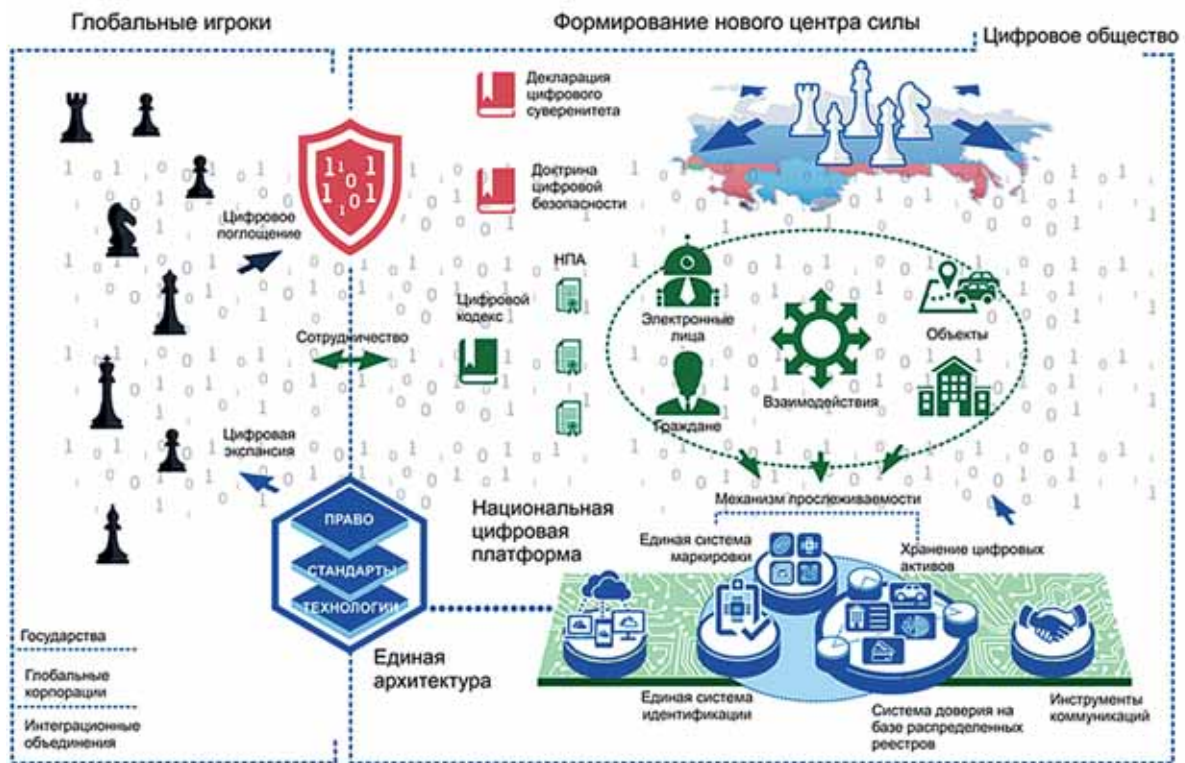 Глобальные игроки
Формирование нового центра силы
Цифровое общество
Декларация
цифрового
суверенитета
Доктрина
цифровой
безопасности
Цифровое
поглощение
НПА
Цифровой
кодекс
Сотрудничество
Электронные
лица
Объекты
Взаимодействия
Граждане
Цифровая
экспансия
Механизм прослеживаемости
ПРАВО
СТАНДАРТЫ
ТЕХНОЛОГИИ
Национальная
цифровая
платформа
Единая система
маркировки
Хранение цифровых
активов
Государства
Глобальные
корпорации
Интеграционные
объединения
Единая
архитектура
Единая система
идентификации
Система доверия на
базе распределенных
реестров
Инструменты
коммуникаций